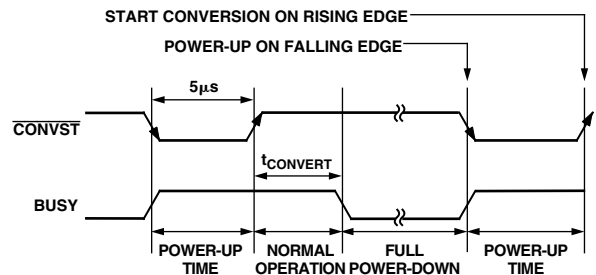 START CONVERSION ON RISING EDGE
POWER-UP ON FALLING EDGE
5µs
CONVST
tCONVERT
BUSY
POWER-UP TIME
NORMAL OPERATION
FULL POWER-DOWN
POWER-UP TIME